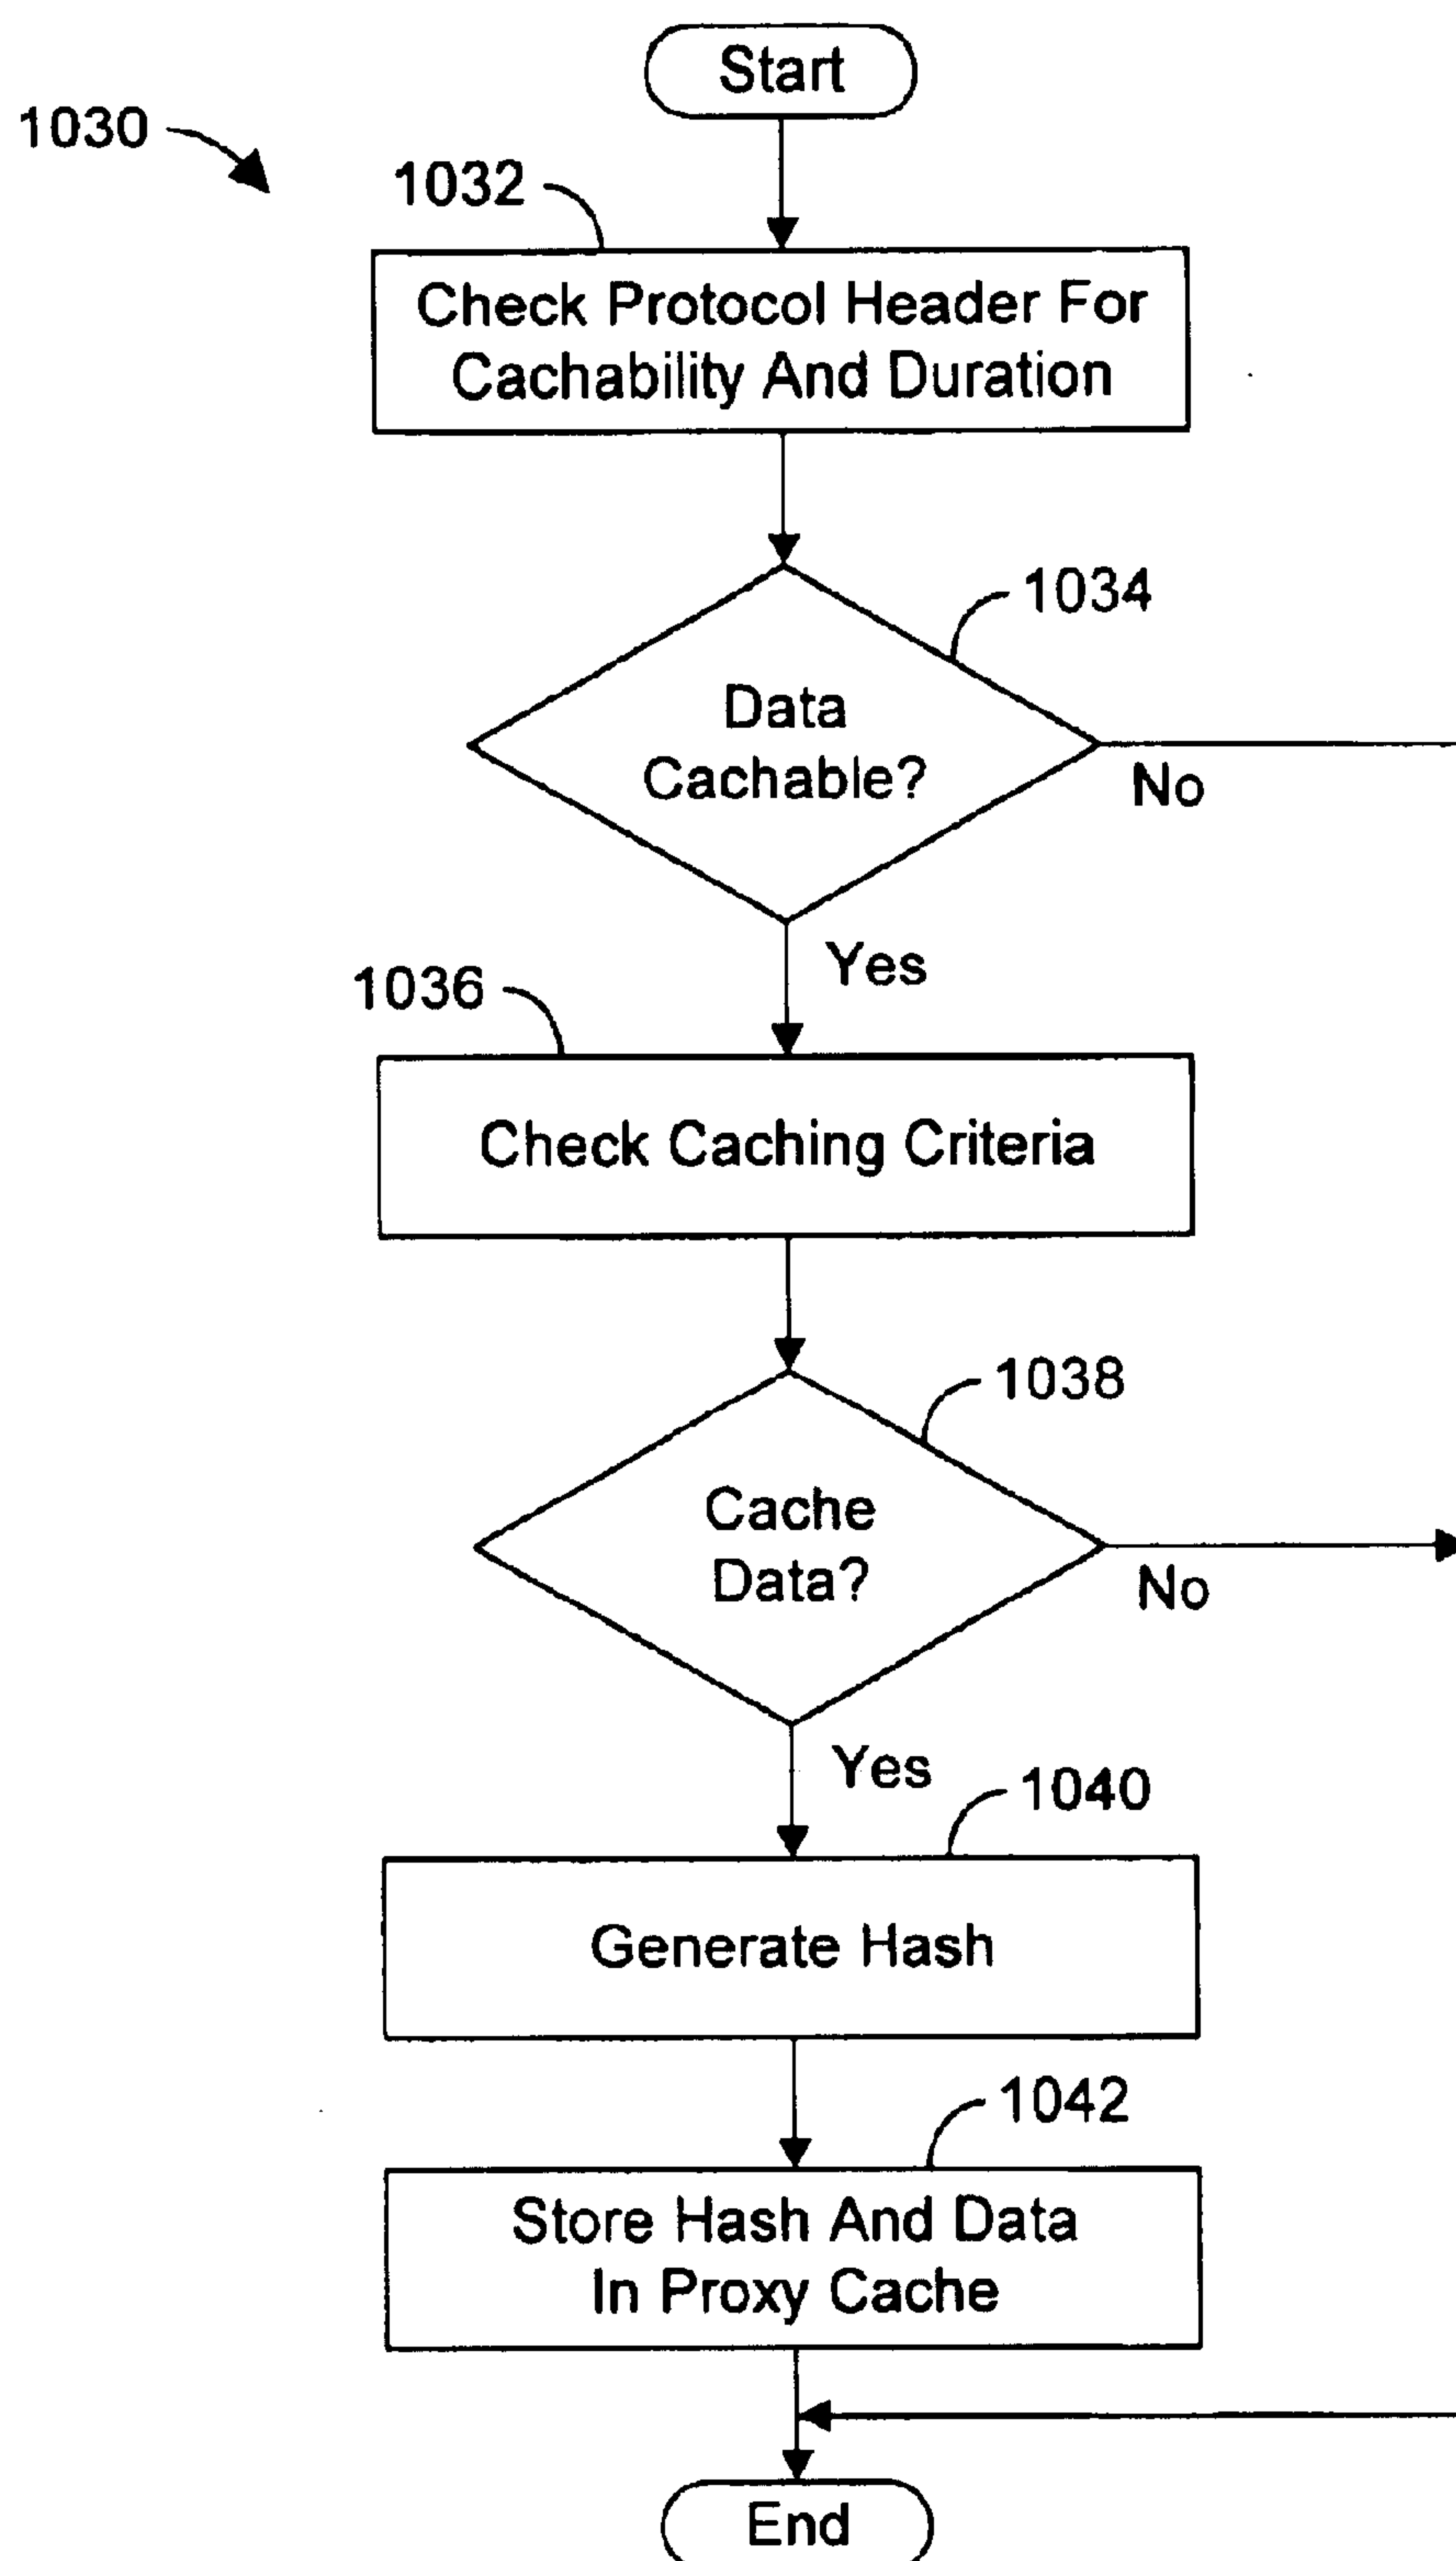 Start
1030
1032
Check Protocol Header For
Cachability And Duration
1034
Data
Cachable?
No
Yes
1036
Check Caching Criteria
1038
Cache
Data?
No
Yes
1040
Generate Hash
1042
Store Hash And Data
In Proxy Cache
End